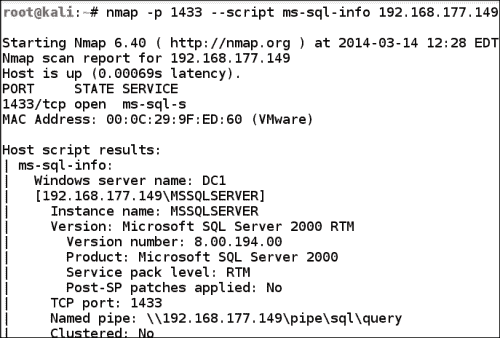 root@kali:~# nmap -p 1433 --script ms-sql-info 192.168.177.149
Starting Nmap 6.40 ( http://nmap.org ) at 2014-03-14 12:28 EDT
Nmap scan report for 192.168.177.149
Host is up (0.00069s latency).
PORT     STATE SERVICE
1433/tcp open  ms-sql-s
MAC Address: 00:0C:29:9F:ED:60 (VMware)
Host script results:
| ms-sql-info:
|   Windows server name: DC1
|   [192.168.177.149\MSSQLSERVER]
|     Instance name: MSSQLSERVER
|     Version: Microsoft SQL Server 2000 RTM
|       Version number: 8.00.194.00
|       Product: Microsoft SQL Server 2000
|       Service pack level: RTM
|       Post-SP patches applied: No
|     TCP port: 1433
|     Named pipe: \\192.168.177.149\pipe\sql\query
|     Clustered: No